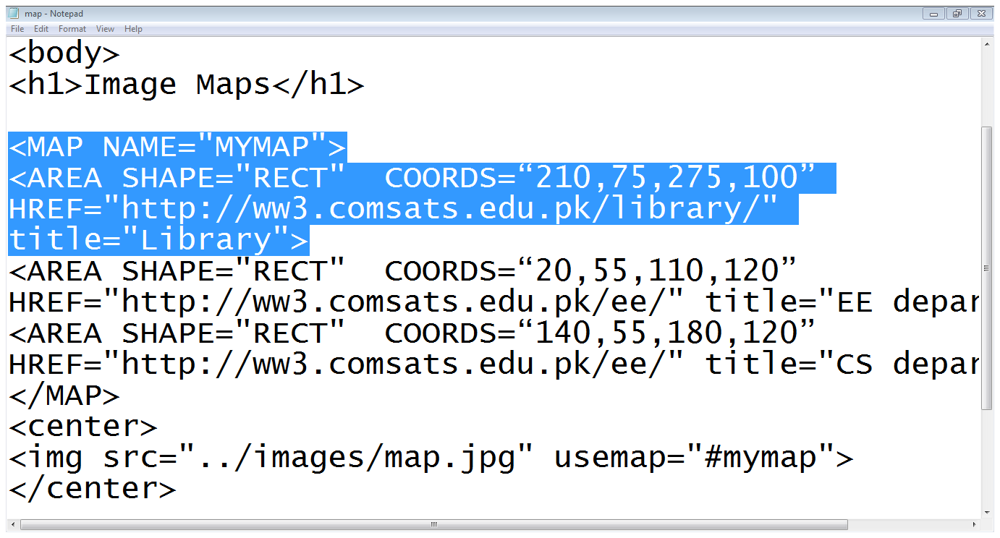 map - Notepad
File Edit Format View Help
<body>
<h1>Image Maps</h1>
<MAP NAME="MYMAP">
<AREA SHAPE="RECT"  COORDS=“210,75,275,100”
HREF="http://ww3.comsats.edu.pk/library/"
title="Library">
<AREA SHAPE="RECT"  COORDS=“20,55,110,120”
HREF="http://ww3.comsats.edu.pk/ee/" title="EE depar
<AREA SHAPE="RECT"  COORDS=“140,55,180,120”
HREF="http://ww3.comsats.edu.pk/ee/" title="CS depar
</MAP>
<center>
<img src="../images/map.jpg" usemap="#mymap">
</center>